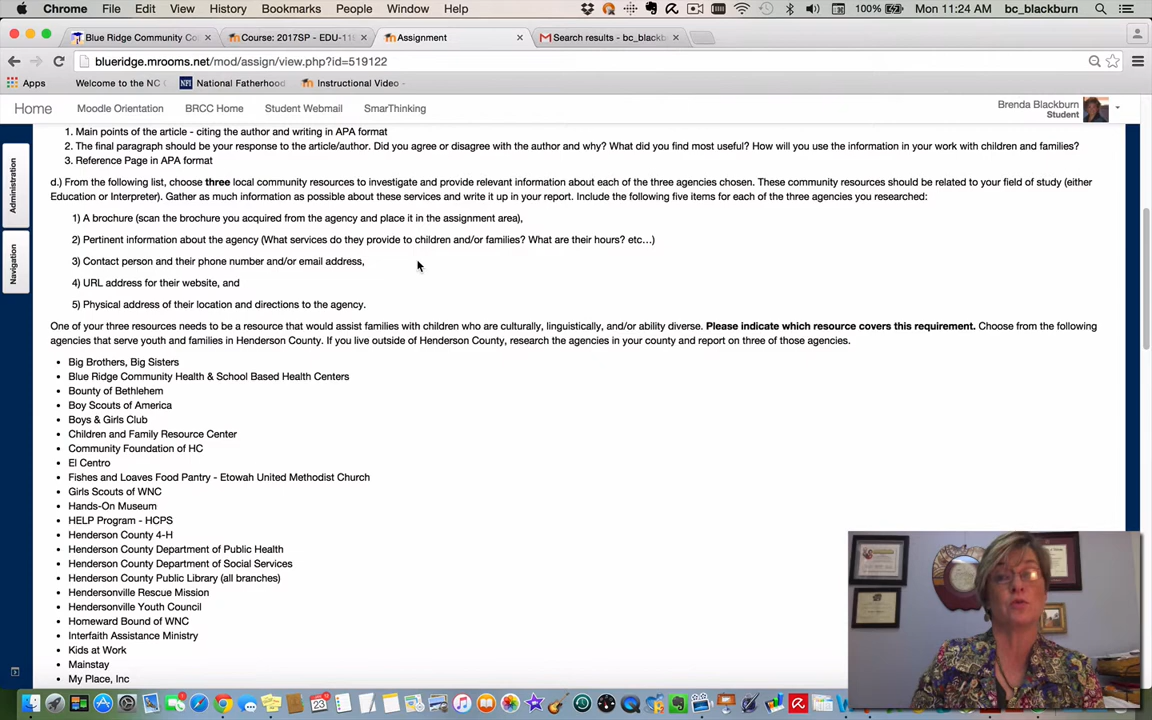 Chrome File Edit View History Bookmarks People Window Help 100% Mon 11:24 AM bc_blackburn
Blue Ridge Community Co Course: 2017SP - EDU-11 Assignment Search results - bc_blackb
blueridge.mrooms.net/mod/assign/view.php?id=519122
Apps Welcome to the NC National Fatherhood Instructional Video -
Home Moodle Orientation BRCC Home Student Webmail SmarThinking Brenda Blackburn
Student
Administration
Navigation
1. Main points of the article - citing the author and writing in APA format
2. The final paragraph should be your response to the article/author. Did you agree or disagree with the author and why? What did you find most useful? How will you use the information in your work with children and families?
3. Reference Page in APA format
d.) From the following list, choose three local community resources to investigate and provide relevant information about each of the three agencies chosen. These community resources should be related to your field of study (either
Education or Interpreter). Gather as much information as possible about these services and write it up in your report. Include the following five items for each of the three agencies you researched:
1) A brochure (scan the brochure you acquired from the agency and place it in the assignment area),
2) Pertinent information about the agency (What services do they provide to children and/or families? What are their hours? etc…)
3) Contact person and their phone number and/or email address,
4) URL address for their website, and
5) Physical address of their location and directions to the agency.
One of your three resources needs to be a resource that would assist families with children who are culturally, linguistically, and/or ability diverse. Please indicate which resource covers this requirement. Choose from the following
agencies that serve youth and families in Henderson County. If you live outside of Henderson County, research the agencies in your county and report on three of those agencies.
• Big Brothers, Big Sisters
• Blue Ridge Community Health & School Based Health Centers
• Bounty of Bethlehem
• Boy Scouts of America
• Boys & Girls Club
• Children and Family Resource Center
• Community Foundation of HC
• El Centro
• Fishes and Loaves Food Pantry - Etowah United Methodist Church
• Girls Scouts of WNC
• Hands-On Museum
• HELP Program - HCPS
• Henderson County 4-H
• Henderson County Department of Public Health
• Henderson County Department of Social Services
• Henderson County Public Library (all branches)
• Hendersonville Rescue Mission
• Hendersonville Youth Council
• Homeward Bound of WNC
• Interfaith Assistance Ministry
• Kids at Work
• Mainstay
• My Place, Inc